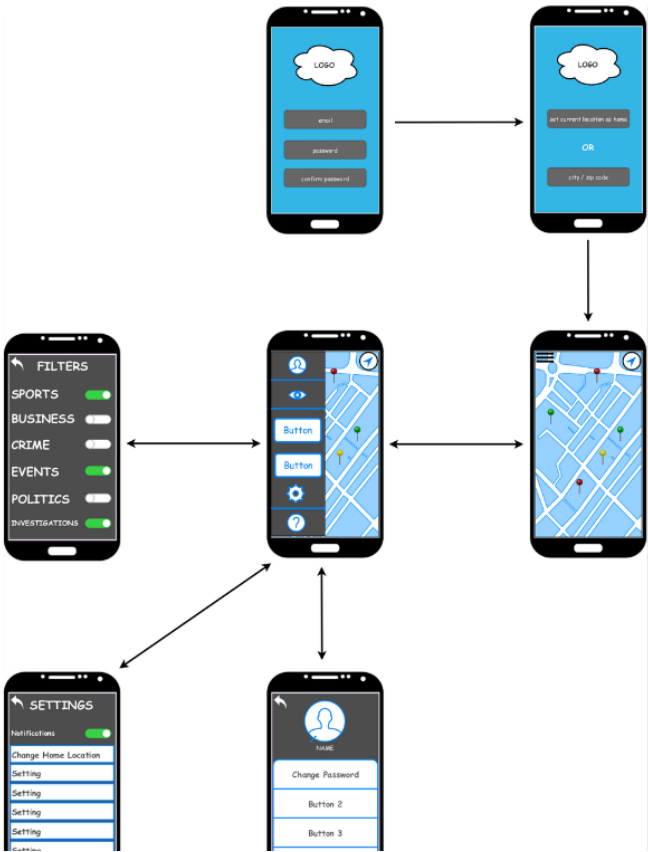 LOGO
email
password
confirm password
LOGO
set current location as home
OR
city / zip code
FILTERS
SPORTS
BUSINESS
CRIME
EVENTS
POLITICS
INVESTIGATIONS
Button
Button
?
SETTINGS
Notifications
Change Home Location
Setting
Setting
Setting
Setting
Setting
NAME
Change Password
Button 2
Button 3